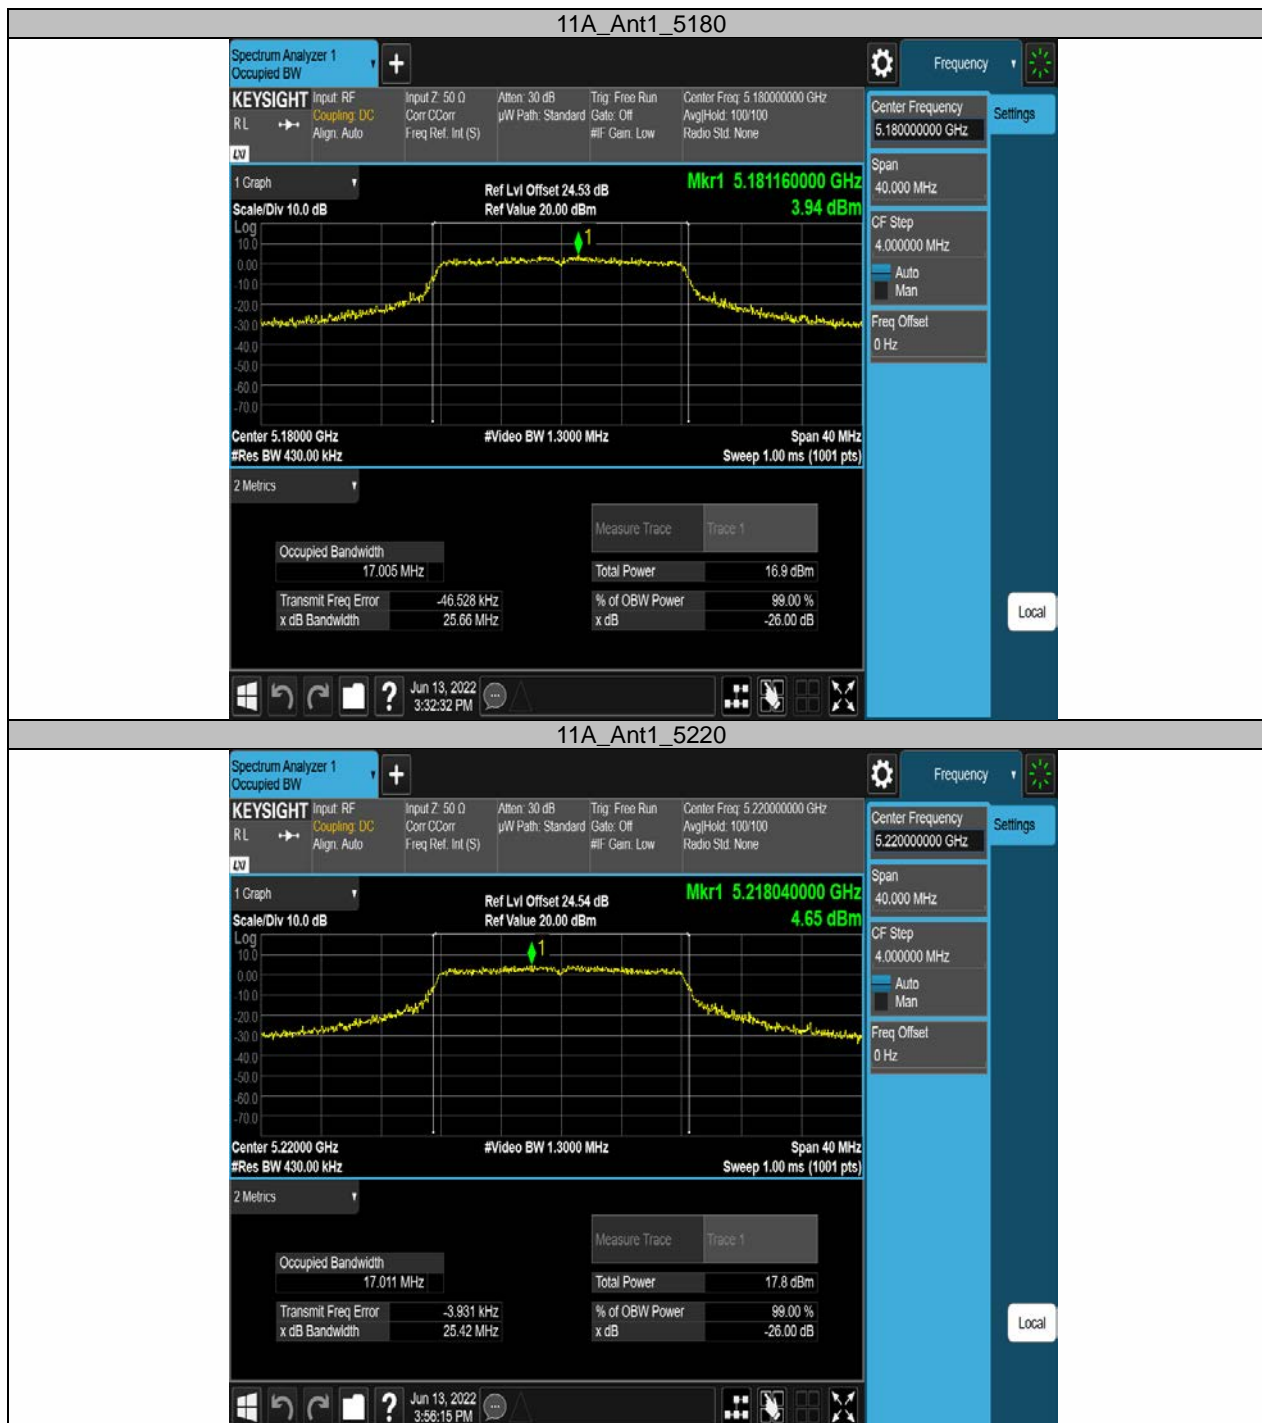 11A_Ant1_5180
Spectrum Analyzer 1
Occupied BW
+
Frequency
KEYSIGHT
RL
LXI
Input: RF
Coupling: DC
Align: Auto
Input Z: 50 Ω
Corr CCorr
Freq Ref: Int (S)
Atten: 30 dB
µW Path: Standard
Trig: Free Run
Gate: Off
#IF Gain: Low
Center Freq: 5.180000000 GHz
Avg|Hold: 100/100
Radio Std: None
Center Frequency
5.180000000 GHz
Settings
Span
40.000 MHz
CF Step
4.000000 MHz
Auto
Man
Freq Offset
0 Hz
Local
1 Graph
Scale/Div 10.0 dB
Ref Lvl Offset 24.53 dB
Ref Value 20.00 dBm
Mkr1 5.181160000 GHz
3.94 dBm
Log
1
10.0
0.00
-10.0
-20.0
-30.0
-40.0
-50.0
-60.0
-70.0
Center 5.18000 GHz
#Video BW 1.3000 MHz
Span 40 MHz
#Res BW 430.00 kHz
Sweep 1.00 ms (1001 pts)
2 Metrics
Measure Trace Trace 1
Occupied Bandwidth
17.005 MHz
Total Power 16.9 dBm
Transmit Freq Error -46.528 kHz
% of OBW Power 99.00 %
x dB Bandwidth 25.66 MHz
x dB -26.00 dB
?
Jun 13, 2022
3:32:32 PM
11A_Ant1_5220
Spectrum Analyzer 1
Occupied BW
+
Frequency
KEYSIGHT
RL
LXI
Input: RF
Coupling: DC
Align: Auto
Input Z: 50 Ω
Corr CCorr
Freq Ref: Int (S)
Atten: 30 dB
µW Path: Standard
Trig: Free Run
Gate: Off
#IF Gain: Low
Center Freq: 5.220000000 GHz
Avg|Hold: 100/100
Radio Std: None
Center Frequency
5.220000000 GHz
Settings
Span
40.000 MHz
CF Step
4.000000 MHz
Auto
Man
Freq Offset
0 Hz
Local
1 Graph
Scale/Div 10.0 dB
Ref Lvl Offset 24.54 dB
Ref Value 20.00 dBm
Mkr1 5.218040000 GHz
4.65 dBm
Log
1
10.0
0.00
-10.0
-20.0
-30.0
-40.0
-50.0
-60.0
-70.0
Center 5.22000 GHz
#Video BW 1.3000 MHz
Span 40 MHz
#Res BW 430.00 kHz
Sweep 1.00 ms (1001 pts)
2 Metrics
Measure Trace Trace 1
Occupied Bandwidth
17.011 MHz
Total Power 17.8 dBm
Transmit Freq Error -3.931 kHz
% of OBW Power 99.00 %
x dB Bandwidth 25.42 MHz
x dB -26.00 dB
?
Jun 13, 2022
3:56:15 PM